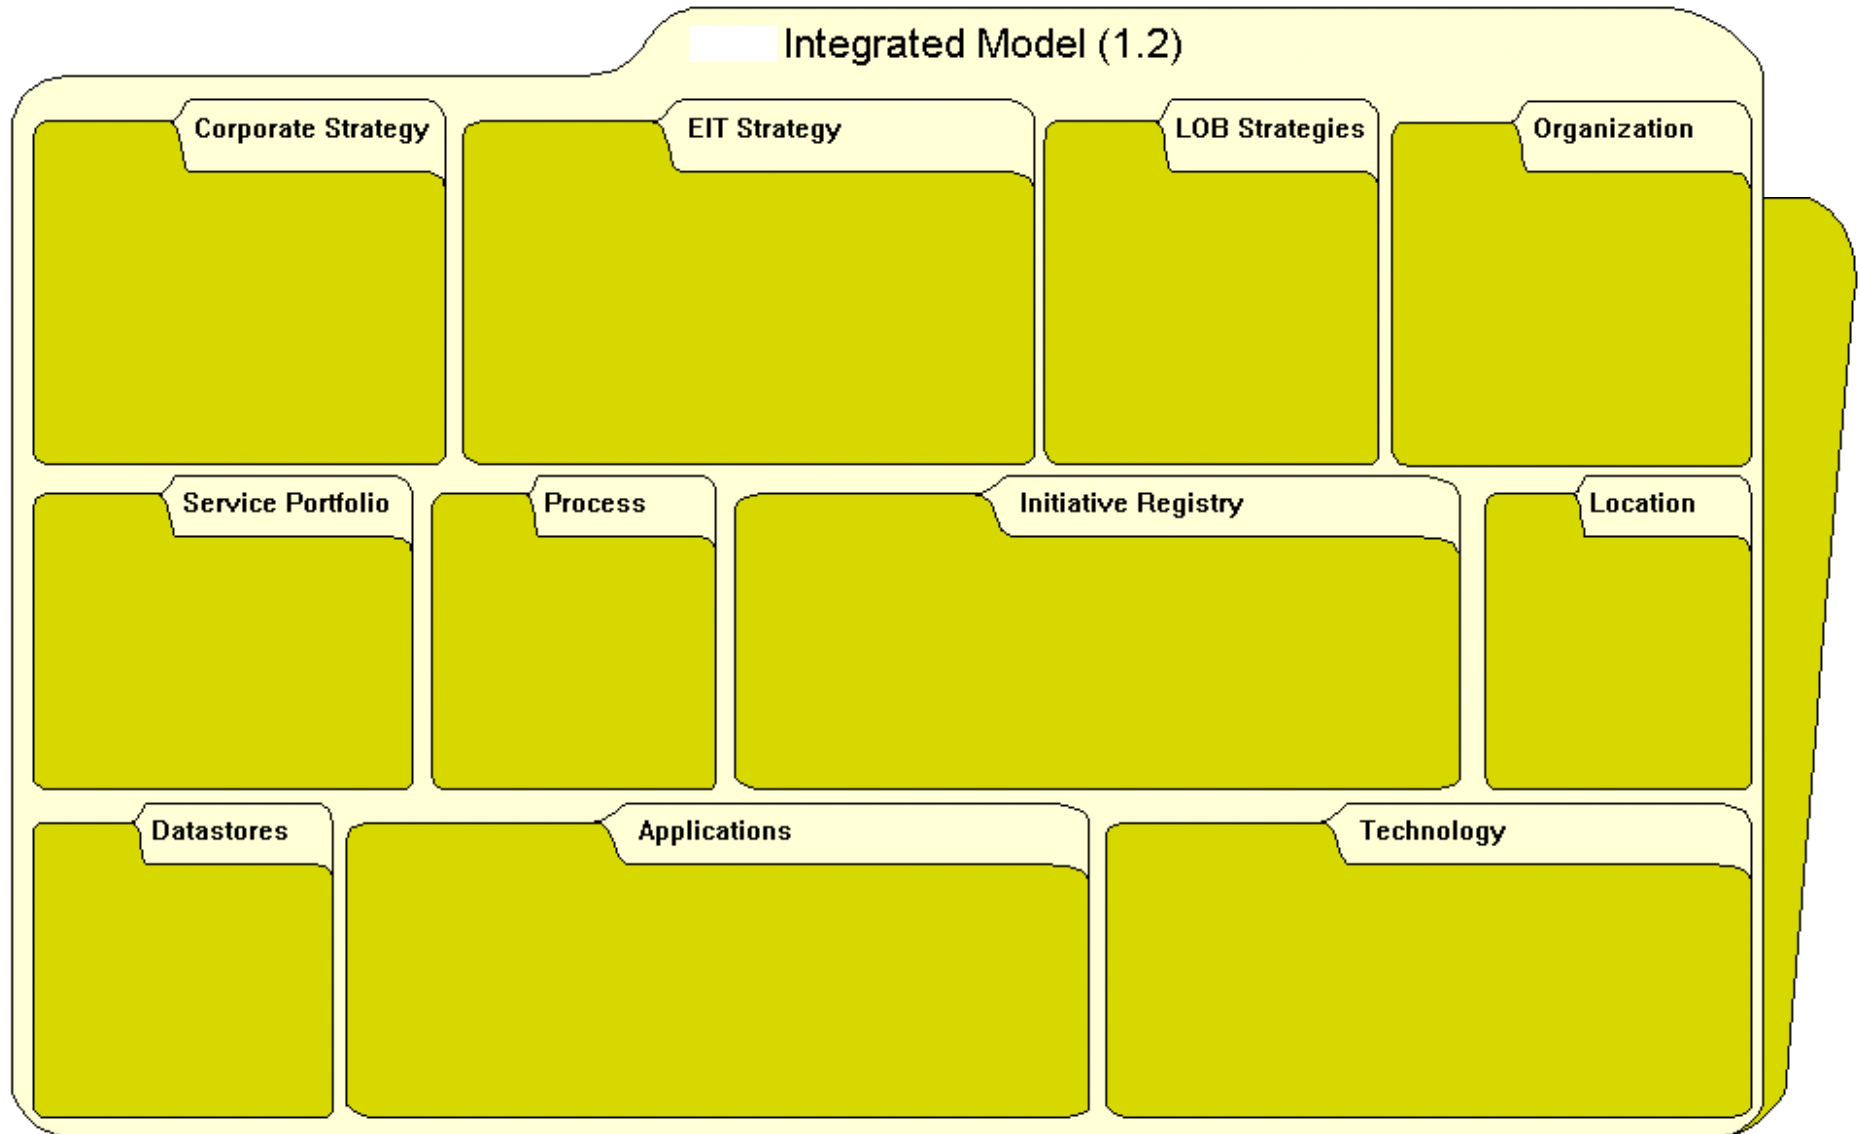 Integrated Model (1.2)
Corporate Strategy
EIT Strategy
LOB Strategies
Organization
Service Portfolio
Process
Initiative Registry
Location
Datastores
Applications
Technology